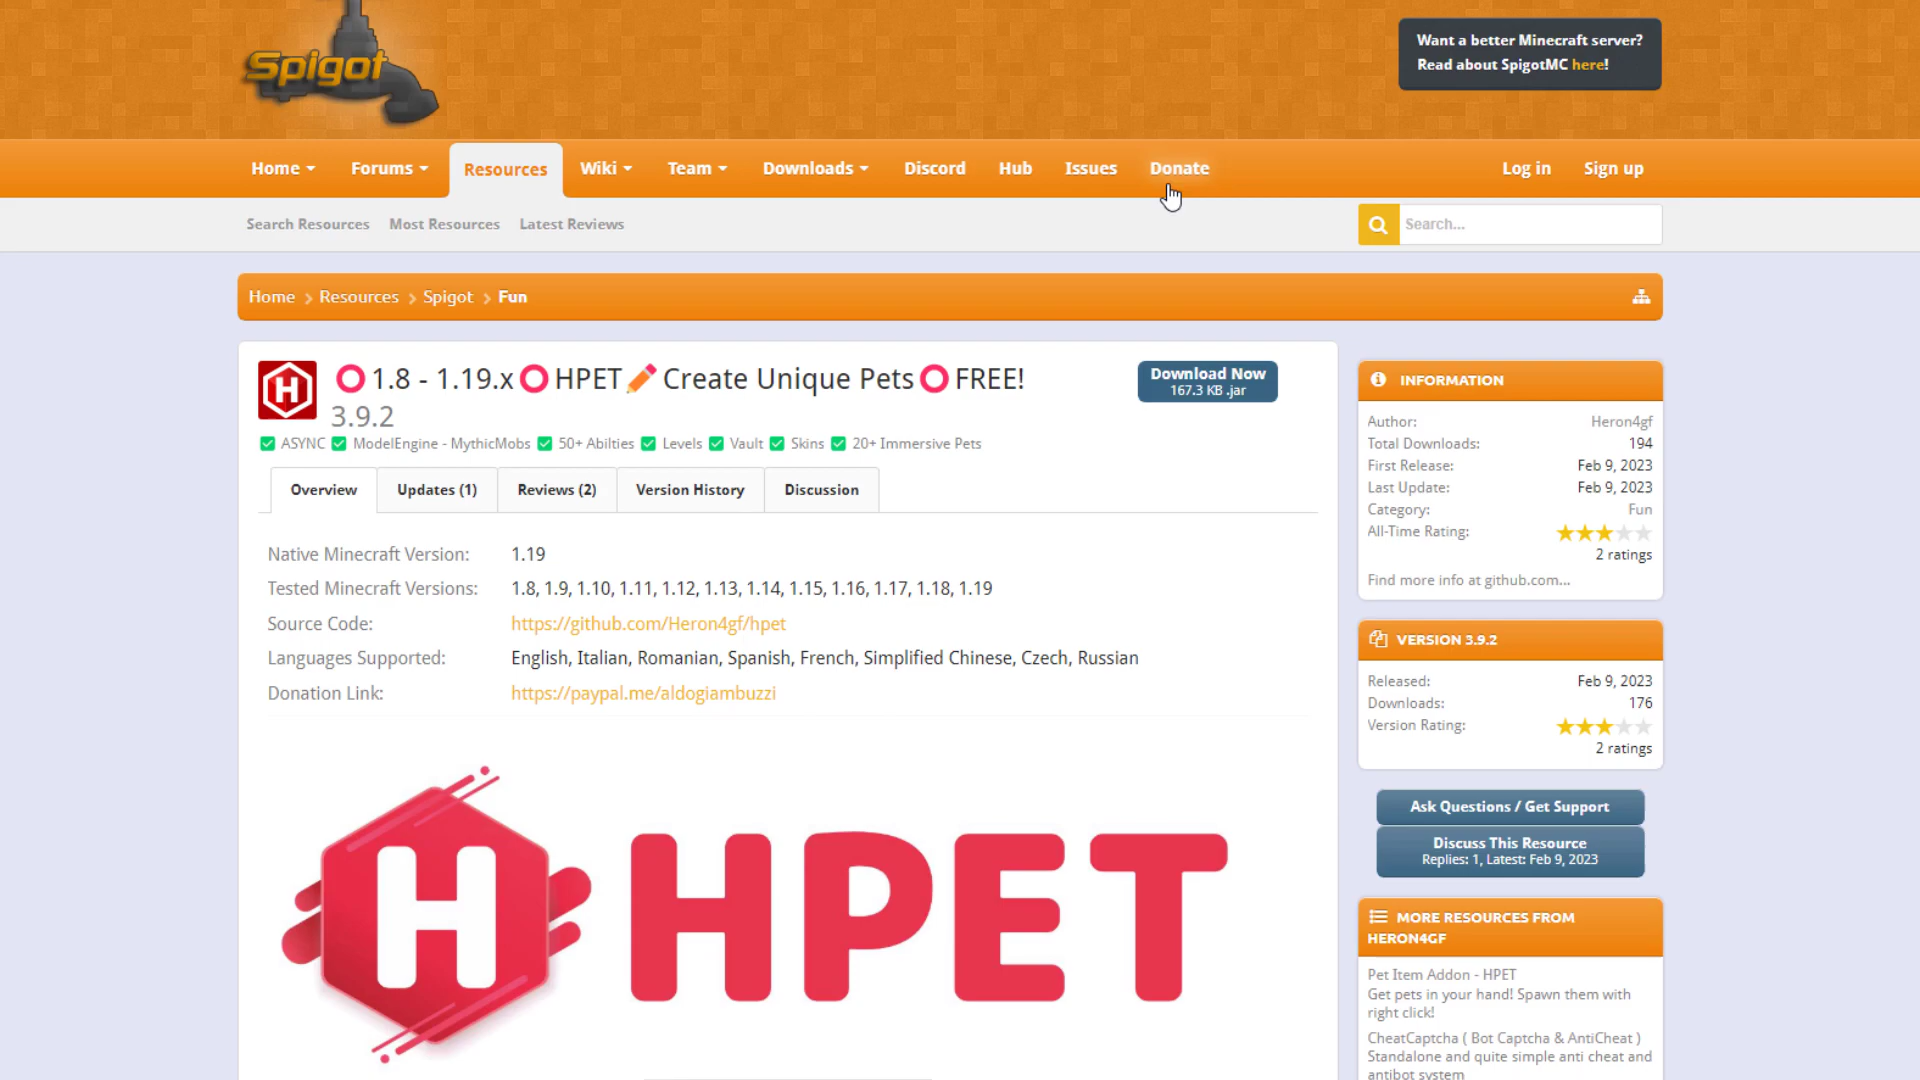 Spigot
Want a better Minecraft server?
Read about SpigotMC here!
Home Forums Resources Wiki Team Downloads Discord Hub Issues Donate Log in Sign up
Search Resources Most Resources Latest Reviews Search...
Home Resources Spigot Fun
1.8 - 1.19.x HPET Create Unique Pets FREE!
3.9.2
ASYNC ModelEngine - MythicMobs 50+ Abilties Levels Vault Skins 20+ Immersive Pets
Download Now
167.3 KB .jar
Overview Updates (1) Reviews (2) Version History Discussion
Native Minecraft Version: 1.19
Tested Minecraft Versions: 1.8, 1.9, 1.10, 1.11, 1.12, 1.13, 1.14, 1.15, 1.16, 1.17, 1.18, 1.19
Source Code: https://github.com/Heron4gf/hpet
Languages Supported: English, Italian, Romanian, Spanish, French, Simplified Chinese, Czech, Russian
Donation Link: https://paypal.me/aldogiambuzzi
H HPET
INFORMATION
Author: Heron4gf
Total Downloads: 194
First Release: Feb 9, 2023
Last Update: Feb 9, 2023
Category: Fun
All-Time Rating:
2 ratings
Find more info at github.com...
VERSION 3.9.2
Released: Feb 9, 2023
Downloads: 176
Version Rating:
2 ratings
Ask Questions / Get Support
Discuss This Resource
Replies: 1, Latest: Feb 9, 2023
MORE RESOURCES FROM
HERON4GF
Pet Item Addon - HPET
Get pets in your hand! Spawn them with
right click!
CheatCaptcha ( Bot Captcha & AntiCheat )
Standalone and quite simple anti cheat and
antibot system